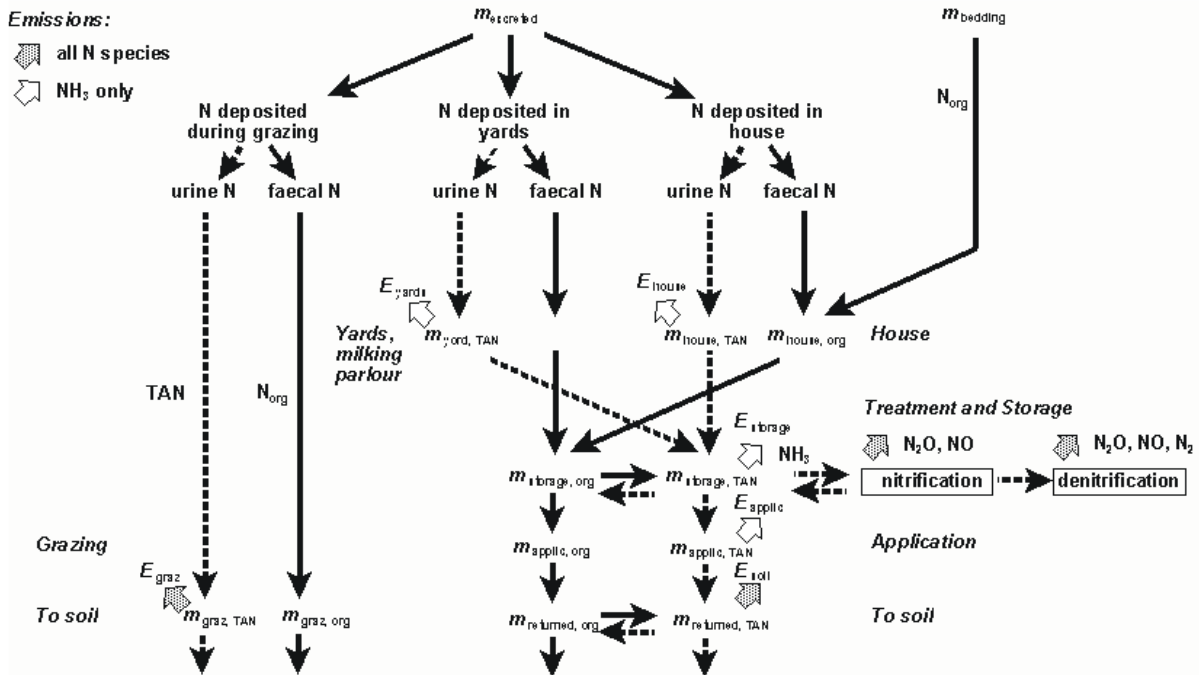 Emissions:
all N species
NH₃ only
m excreted
m bedding
N deposited
during grazing
N deposited in
yards
N deposited in
house
N org
urine N
faecal N
urine N
faecal N
urine N
faecal N
E yards
E house
Yards,
milking
parlour
m yard, TAN
m house, TAN
m house, org
House
TAN
N org
Treatment and Storage
E storage
NH₃
N₂O, NO
N₂O, NO, N₂
m storage, org
m storage, TAN
nitrification
denitrification
E applic
Grazing
m applic, org
m applic, TAN
Application
E graz
E soil
To soil
m graz, TAN
m graz, org
m returned, org
m returned, TAN
To soil